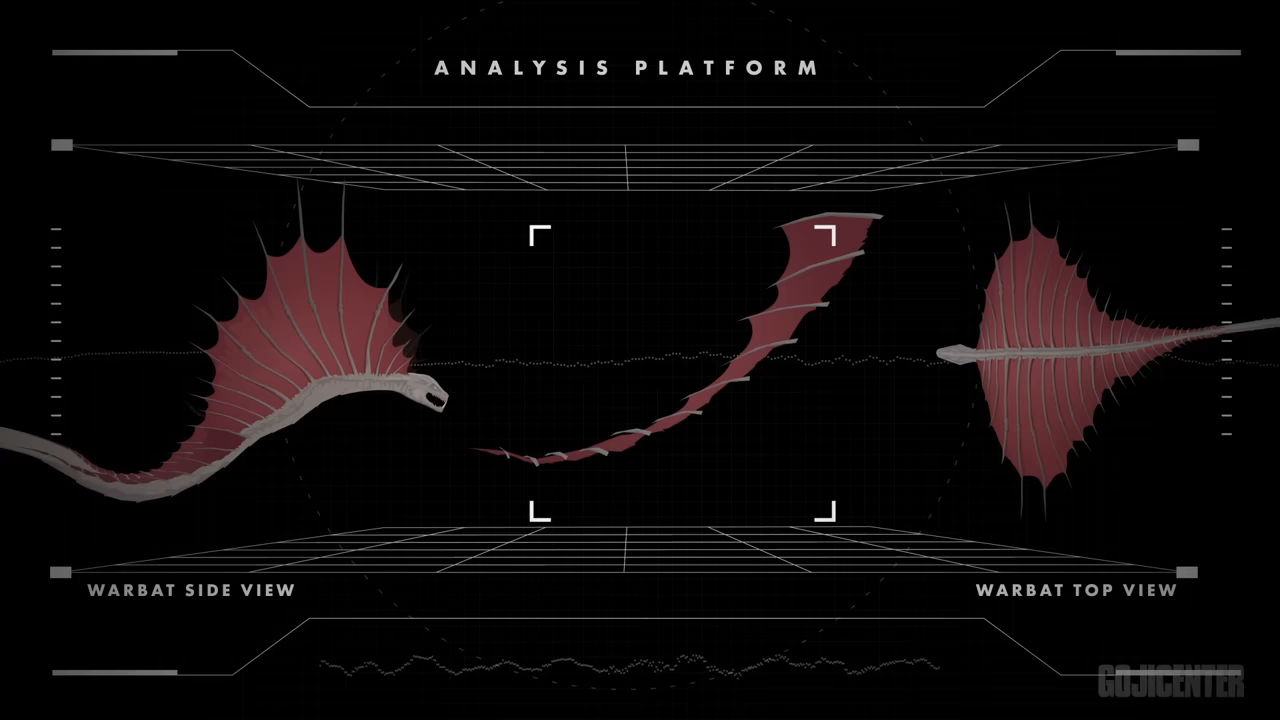 ANALYSIS PLATFORM
WARBAT SIDE VIEW
WARBAT TOP VIEW
GOJICENTER